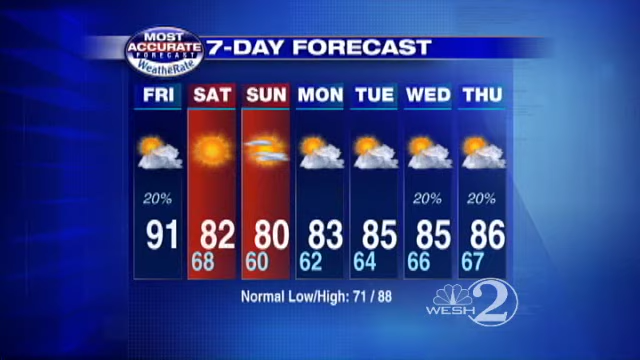 MOST
ACCURATE
FORECAST
WeatheRate
7-DAY FORECAST
FRI SAT SUN MON TUE WED THU
20% 20% 20%
91 82 80 83 85 85 86
68 60 62 64 66 67
Normal Low/High: 71 / 88
WESH 2